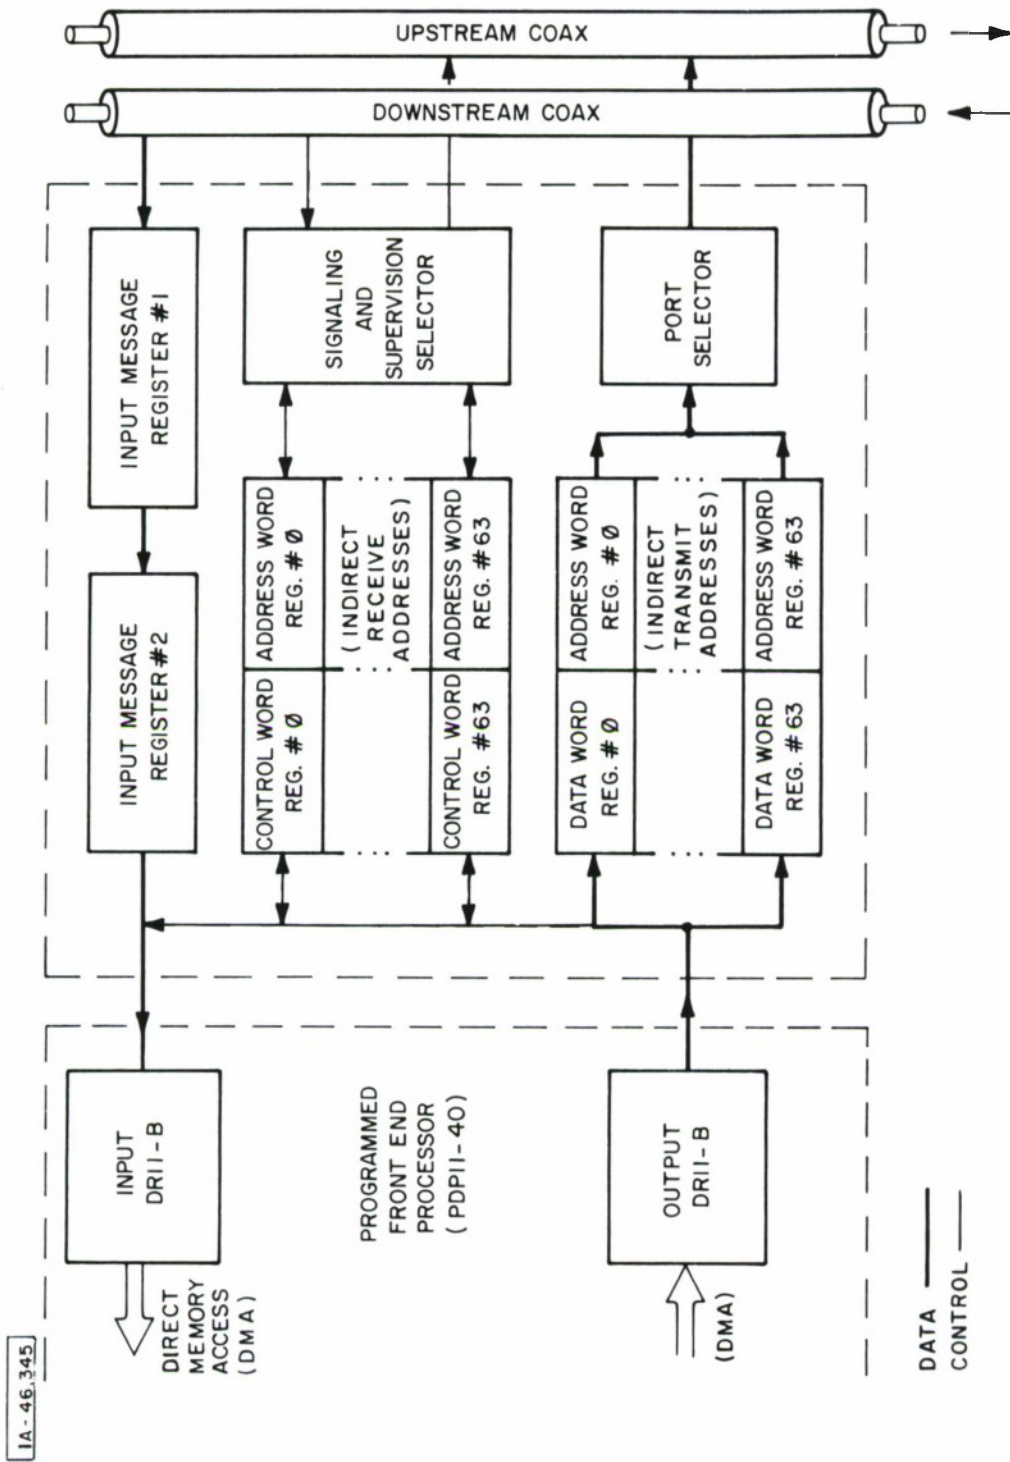 IA-46,345
UPSTREAM COAX
DOWNSTREAM COAX
INPUT MESSAGE
REGISTER #1
INPUT MESSAGE
REGISTER #2
SIGNALING
AND
SUPERVISION
SELECTOR
ADDRESS WORD
REG. #Ø
(INDIRECT
RECEIVE
ADDRESSES)
ADDRESS WORD
REG. #63
CONTROL WORD
REG. #Ø
CONTROL WORD
REG. #63
PORT
SELECTOR
ADDRESS WORD
REG. #Ø
(INDIRECT
TRANSMIT
ADDRESSES)
ADDRESS WORD
REG. #63
DATA WORD
REG. #Ø
DATA WORD
REG. #63
INPUT
DR11-B
DIRECT
MEMORY
ACCESS
(DMA)
PROGRAMMED
FRONT END
PROCESSOR
(PDP11-40)
OUTPUT
DR11-B
(DMA)
DATA
CONTROL